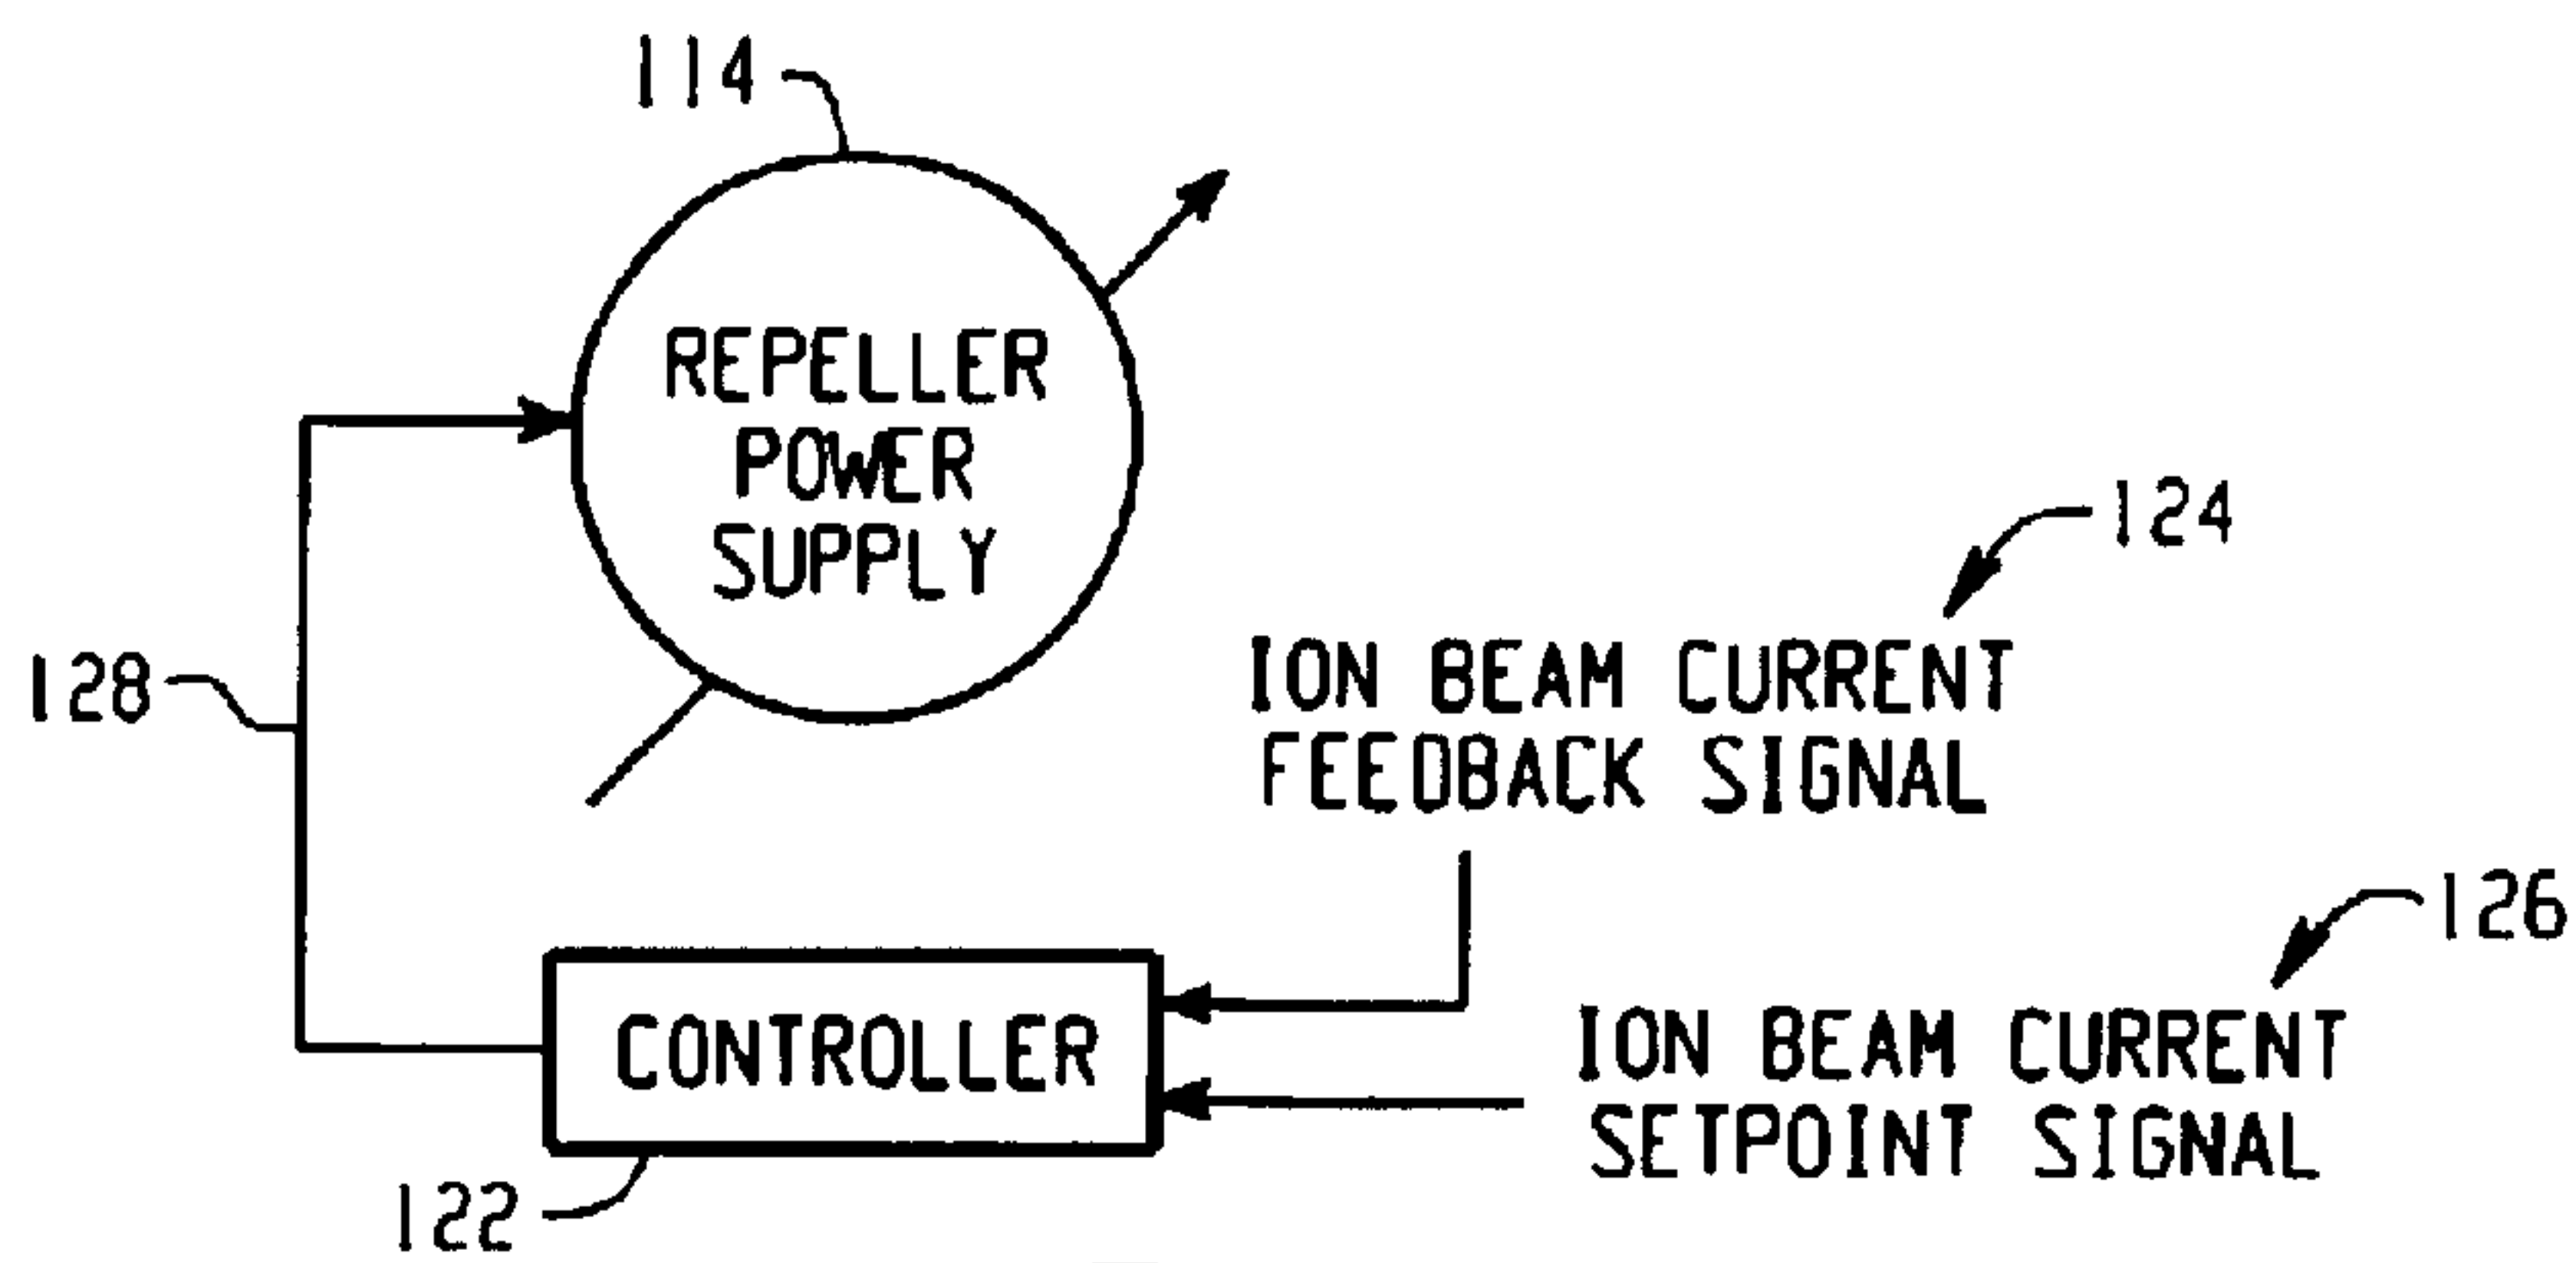 114
REPELLER
POWER
SUPPLY
124
128
ION BEAM CURRENT
FEEDBACK SIGNAL
126
CONTROLLER
ION BEAM CURRENT
SETPOINT SIGNAL
122